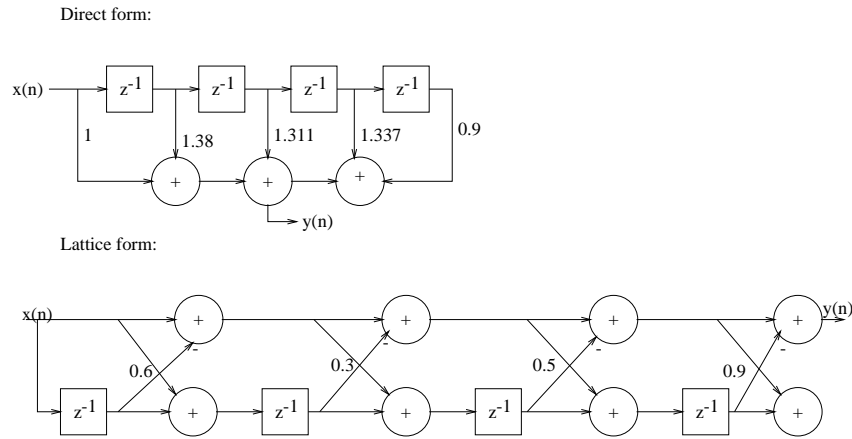 Direct form:
x(n) z-1 z-1 z-1 z-1
1 1.38 1.311 1.337 0.9
+ + +
y(n)
Lattice form:
x(n) + + + + y(n)
- - - -
0.6 0.3 0.5 0.9
z-1 + z-1 + z-1 + z-1 +